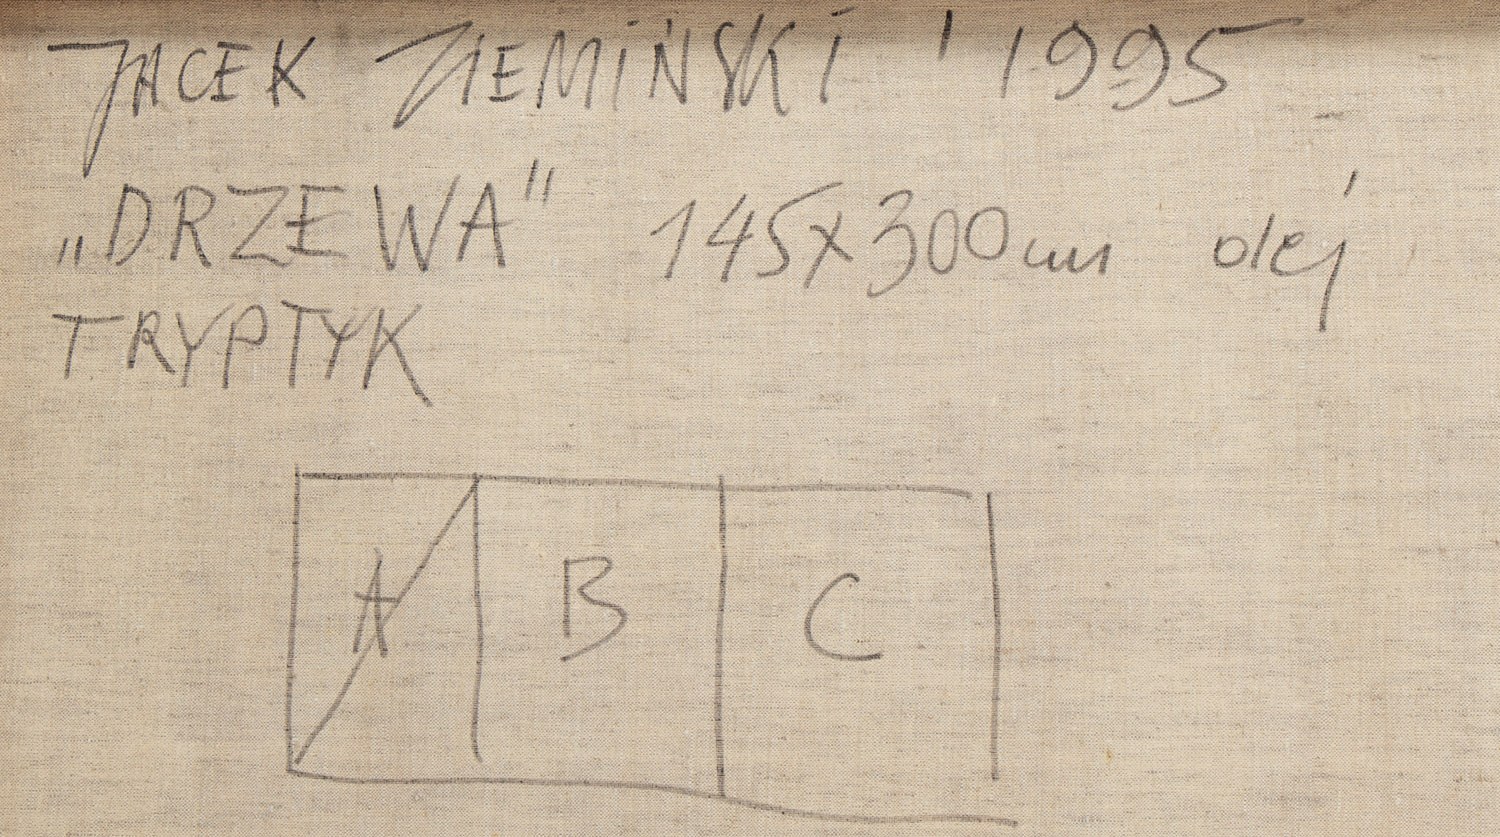 JACEK ZIEMIŃSKI '1995
„DRZEWA" 145x300cm olej
TRYPTYK
A B C